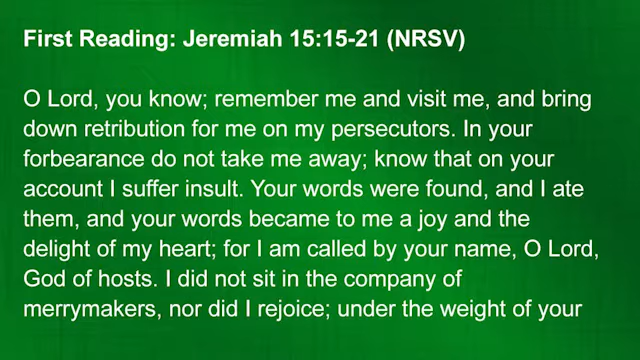 First Reading: Jeremiah 15:15-21 (NRSV)
O Lord, you know; remember me and visit me, and bring
down retribution for me on my persecutors. In your
forbearance do not take me away; know that on your
account I suffer insult. Your words were found, and I ate
them, and your words became to me a joy and the
delight of my heart; for I am called by your name, O Lord,
God of hosts. I did not sit in the company of
merrymakers, nor did I rejoice; under the weight of your